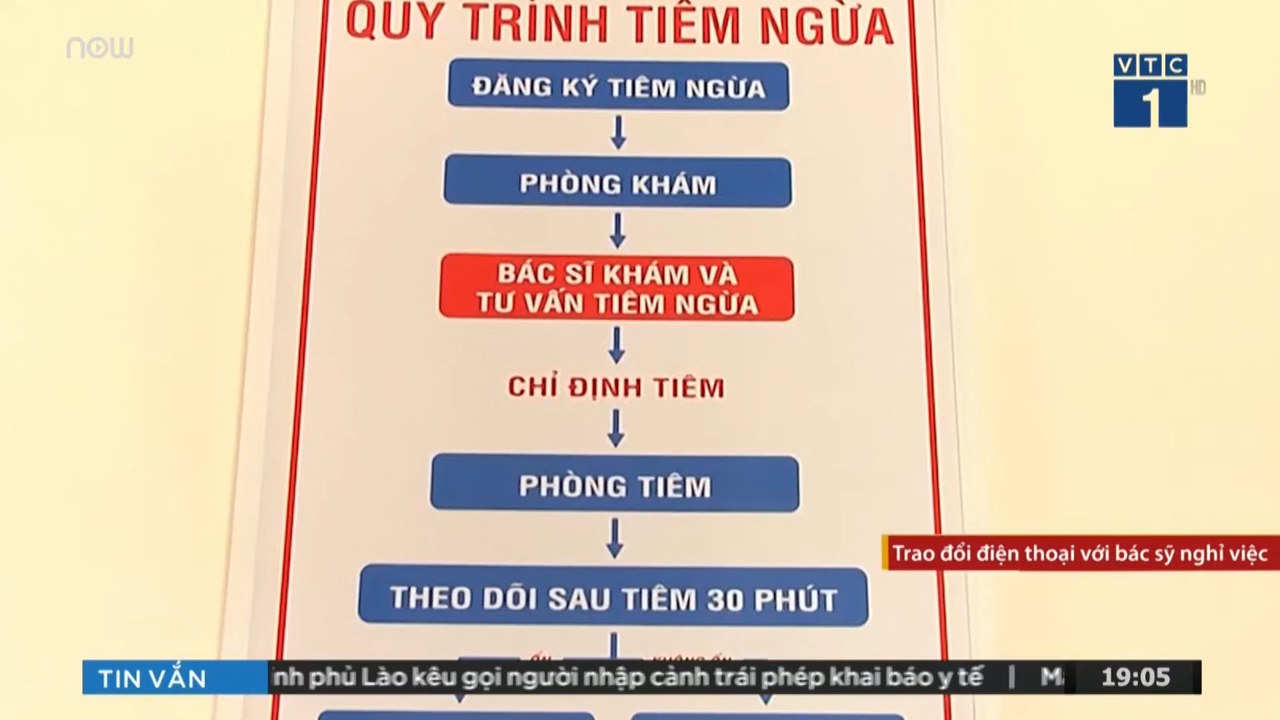 now
VTC
1
HD
QUY TRÌNH TIÊM NGỪA
ĐĂNG KÝ TIÊM NGỪA
PHÒNG KHÁM
BÁC SĨ KHÁM VÀ
TƯ VẤN TIÊM NGỪA
CHỈ ĐỊNH TIÊM
PHÒNG TIÊM
Trao đổi điện thoại với bác sỹ nghỉ việc
THEO DÕI SAU TIÊM 30 PHÚT
TIN VẮN
ính phủ Lào kêu gọi người nhập cảnh trái phép khai báo y tế |
19:05